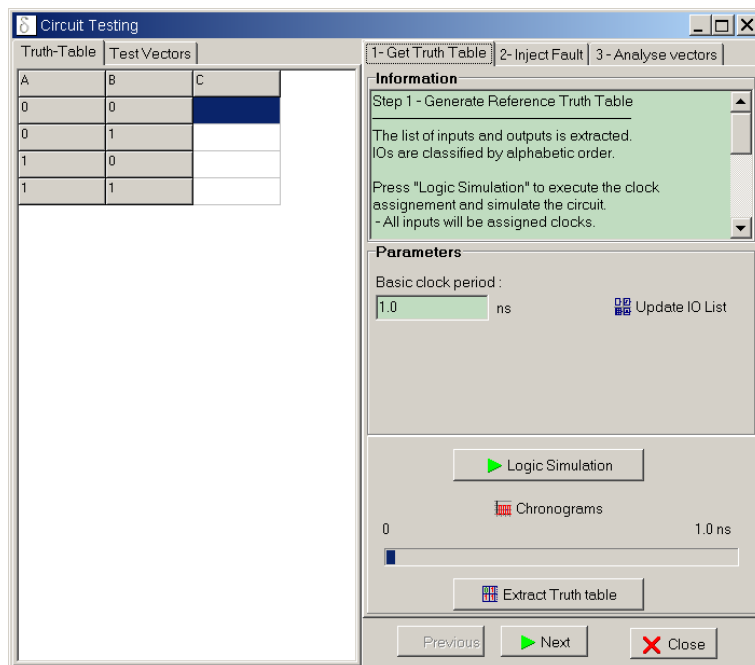 δ Circuit Testing
Truth-Table Test Vectors
A B C
0 0
0 1
1 0
1 1
1- Get Truth Table 2- Inject Fault 3 - Analyse vectors
Information
Step 1 - Generate Reference Truth Table
The list of inputs and outputs is extracted.
IOs are classified by alphabetic order.
Press "Logic Simulation" to execute the clock
assignement and simulate the circuit.
- All inputs will be assigned clocks.
Parameters
Basic clock period :
1.0 ns Update IO List
Logic Simulation
Chronograms
0 1.0 ns
Extract Truth table
Previous Next Close